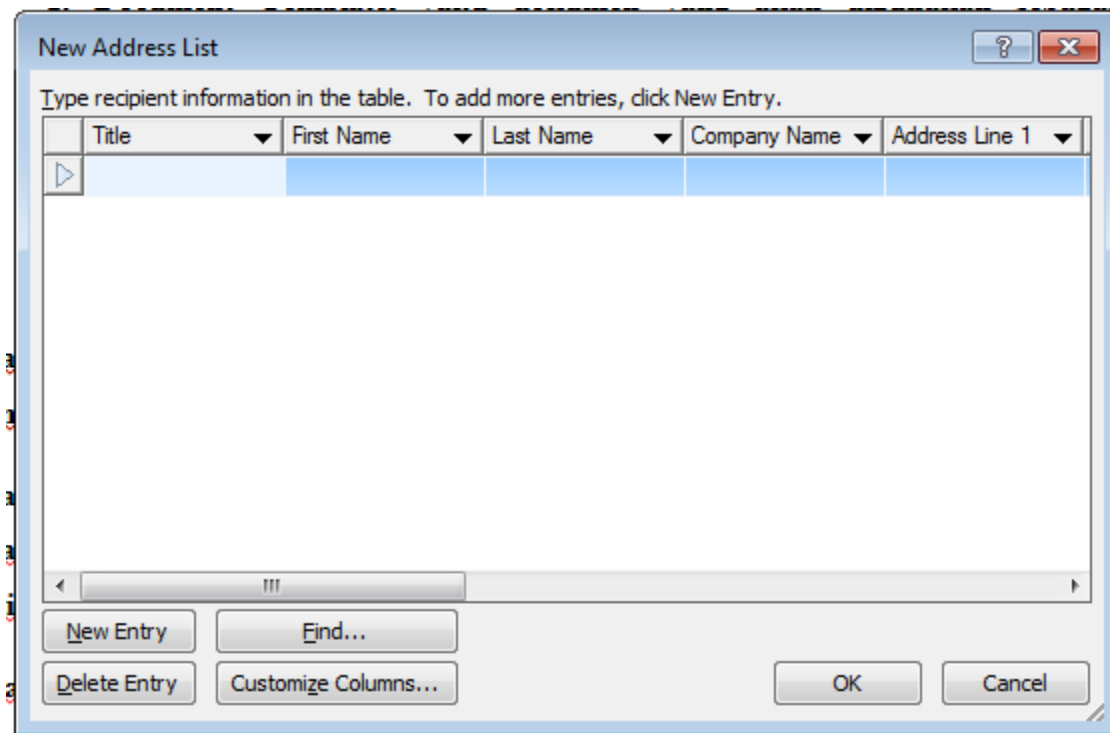 New Address List
Type recipient information in the table. To add more entries, click New Entry.
Title First Name Last Name Company Name Address Line 1
New Entry Find...
Delete Entry Customize Columns... OK Cancel